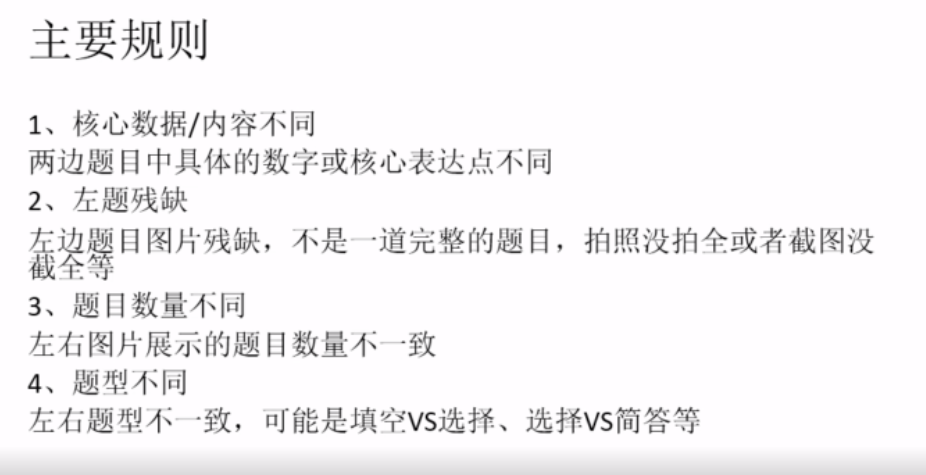 主要规则
1、核心数据/内容不同
两边题目中具体的数字或核心表达点不同
2、左题残缺
左边题目图片残缺，不是一道完整的题目，拍照没拍全或者截图没
截全等
3、题目数量不同
左右图片展示的题目数量不一致
4、题型不同
左右题型不一致，可能是填空VS选择、选择VS简答等